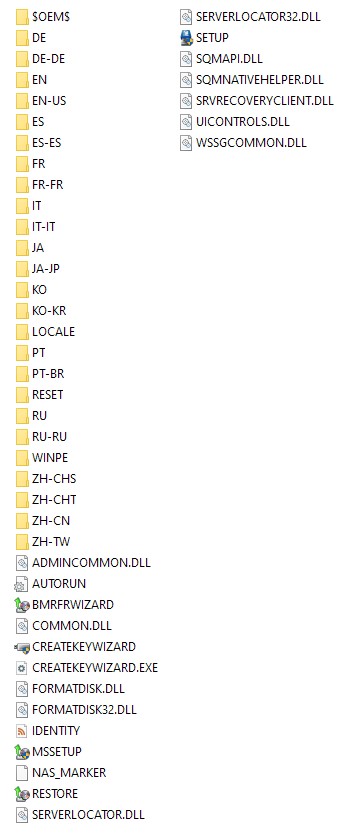 $OEM$
DE
DE-DE
EN
EN-US
ES
ES-ES
FR
FR-FR
IT
IT-IT
JA
JA-JP
KO
KO-KR
LOCALE
PT
PT-BR
RESET
RU
RU-RU
WINPE
ZH-CHS
ZH-CHT
ZH-CN
ZH-TW
ADMINCOMMON.DLL
AUTORUN
BMRFRWIZARD
COMMON.DLL
CREATEKEYWIZARD
CREATEKEYWIZARD.EXE
FORMATDISK.DLL
FORMATDISK32.DLL
IDENTITY
MSSETUP
NAS_MARKER
RESTORE
SERVERLOCATOR.DLL
SERVERLOCATOR32.DLL
SETUP
SQMAPI.DLL
SQMNATIVEHELPER.DLL
SRVRECOVERYCLIENT.DLL
UICONTROLS.DLL
WSSGCOMMON.DLL